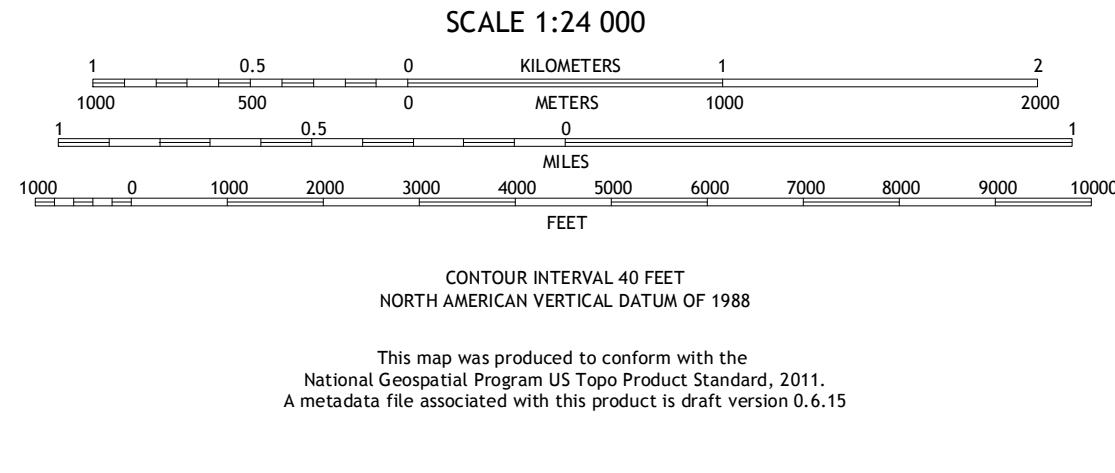 SCALE 1:24 000
1 0.5 0 KILOMETERS 1 2
1000 500 0 METERS 1000 2000
1 0.5 0 1
MILES
1000 0 1000 2000 3000 4000 5000 6000 7000 8000 9000 10000
FEET
CONTOUR INTERVAL 40 FEET
NORTH AMERICAN VERTICAL DATUM OF 1988
This map was produced to conform with the
National Geospatial Program US Topo Product Standard, 2011.
A metadata file associated with this product is draft version 0.6.15